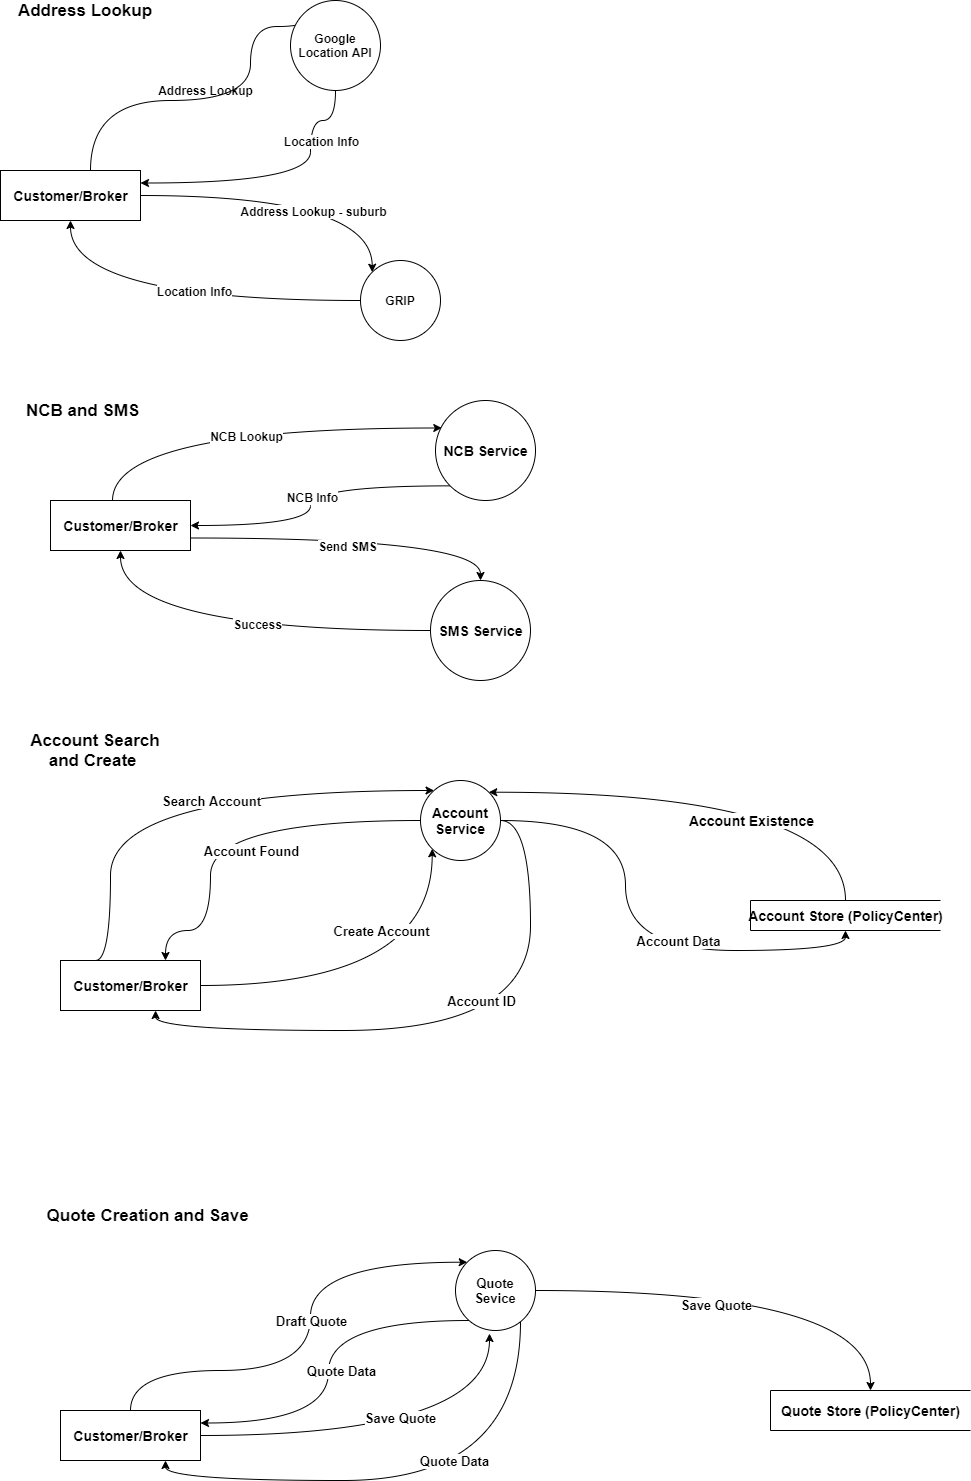 Address Lookup
Google
Location API
Address Lookup
Location Info
Customer/Broker
Address Lookup - suburb
Location Info
GRIP
NCB and SMS
NCB Lookup
NCB Service
NCB Info
Customer/Broker
Send SMS
Success
SMS Service
Account Search
and Create
Search Account
Account
Service
Account Existence
Account Found
Account Store (PolicyCenter)
Create Account
Account Data
Customer/Broker
Account ID
Quote Creation and Save
Quote
Sevice
Save Quote
Draft Quote
Quote Data
Quote Store (PolicyCenter)
Save Quote
Customer/Broker
Quote Data